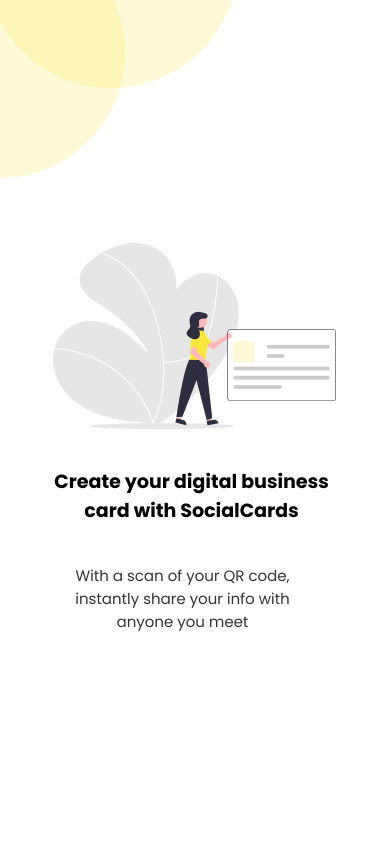 Create your digital business
card with SocialCards
With a scan of your QR code,
instantly share your info with
anyone you meet